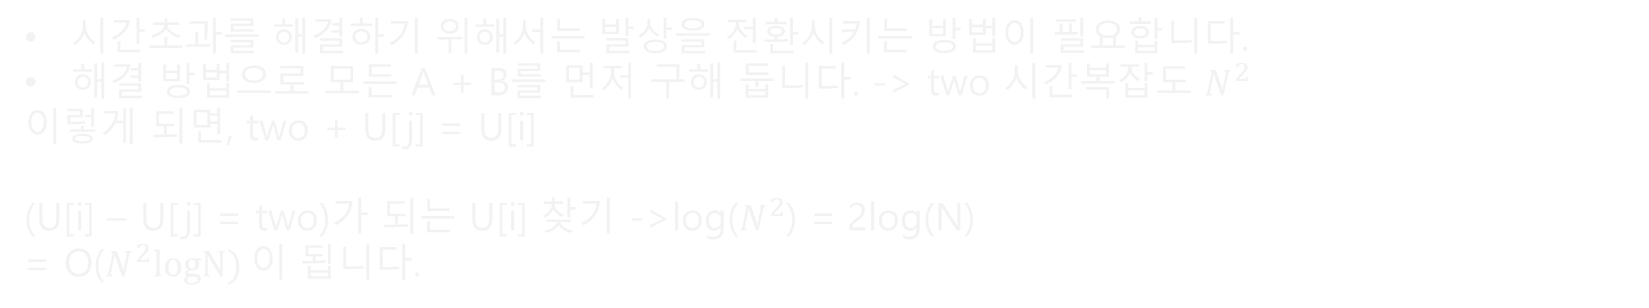 • 시간초과를 해결하기 위해서는 발상을 전환시키는 방법이 필요합니다.
• 해결 방법으로 모든 A + B를 먼저 구해 둡니다. -> two 시간복잡도 N²
이렇게 되면, two + U[j] = U[i]
(U[i] – U[j] = two)가 되는 U[i] 찾기 ->log(N²) = 2log(N)
= O(N²logN) 이 됩니다.